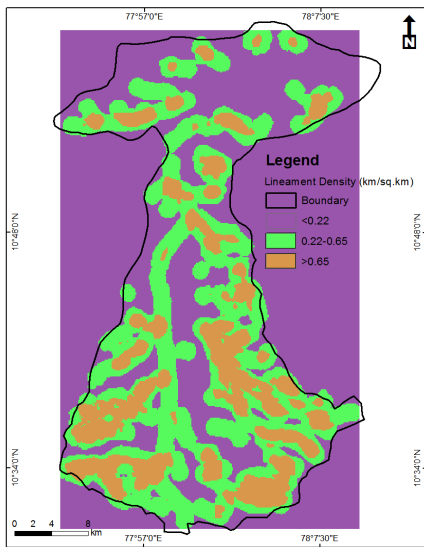 77°57'0"E 78°7'30"E
N
Legend
Lineament Density (km/sq.km)
Boundary
<0.22
0.22-0.65
>0.65
10°48'0"N 10°48'0"N
10°34'0"N 10°34'0"N
0 2 4 8
km
77°57'0"E 78°7'30"E